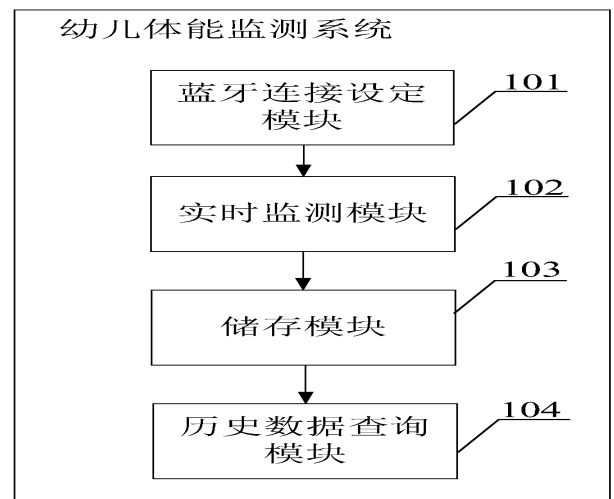 幼儿体能监测系统
蓝牙连接设定
模块
101
实时监测模块
102
储存模块
103
历史数据查询
模块
104